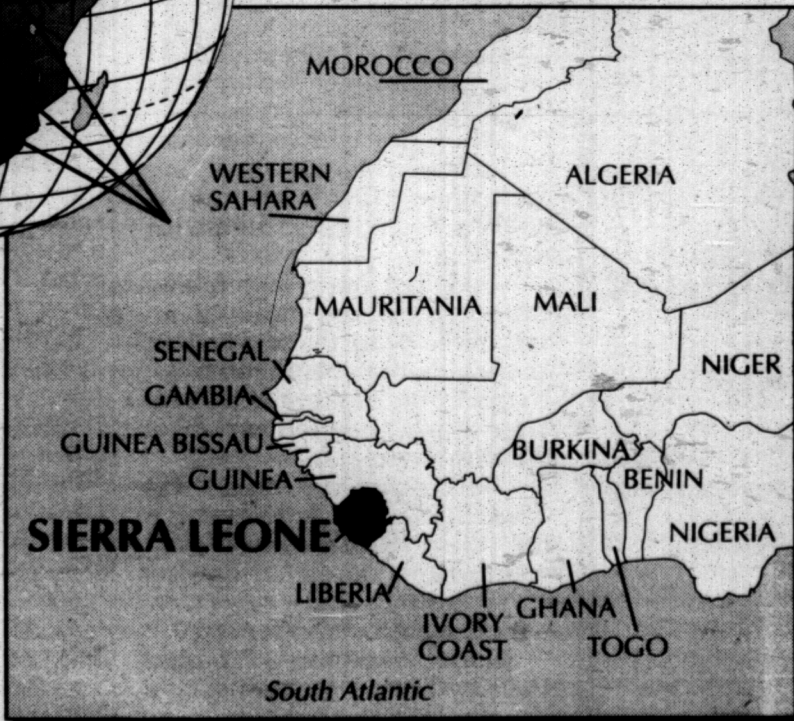 MOROCCO
WESTERN
SAHARA
ALGERIA
MAURITANIA
MALI
SENEGAL
NIGER
GAMBIA
GUINEA BISSAU
BURKINA
GUINEA
BENIN
SIERRA LEONE
NIGERIA
LIBERIA
IVORY
COAST
GHANA
TOGO
South Atlantic